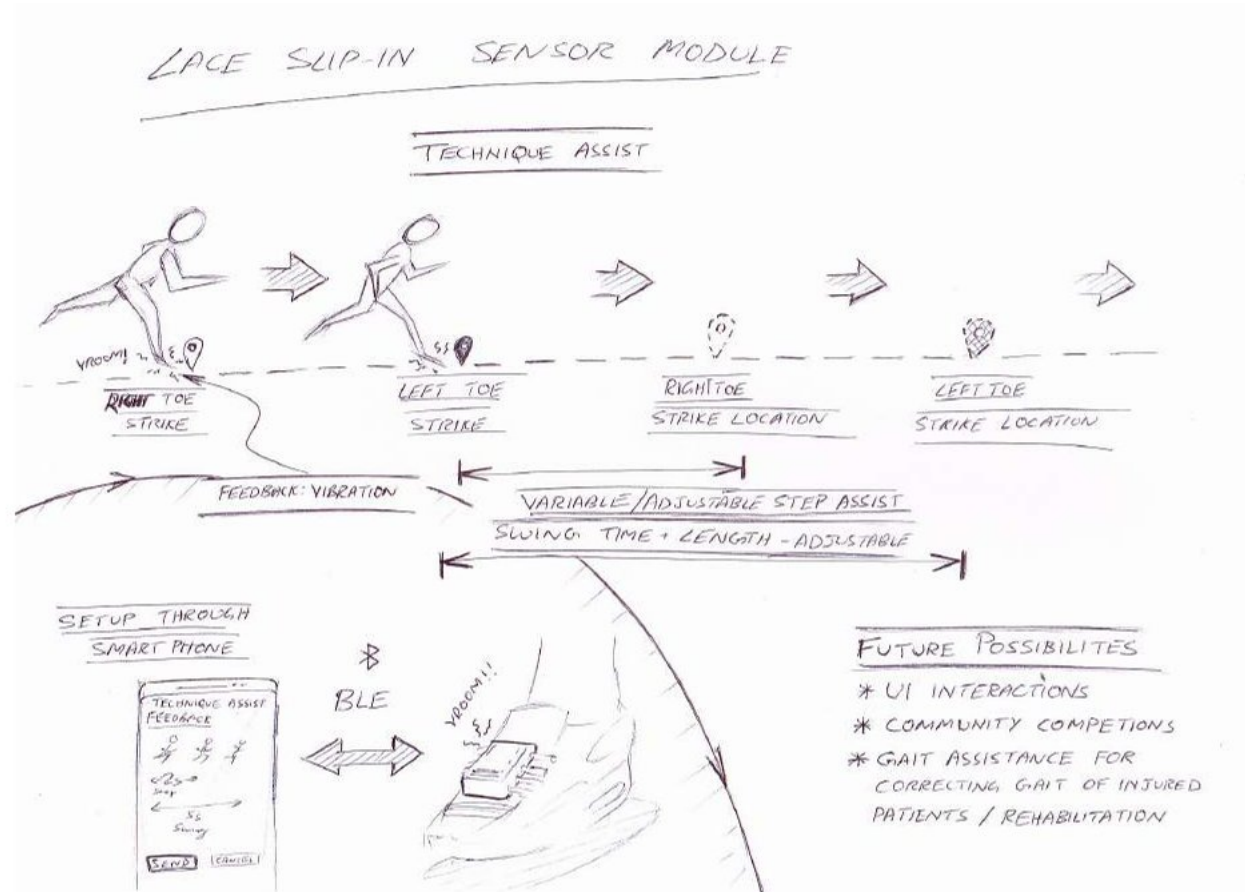 LACE SLIP-IN SENSOR MODULE
TECHNIQUE ASSIST
VROOM!
RIGHT TOE
STRIKE
LEFT TOE
STRIKE
RIGHT TOE
STRIKE LOCATION
LEFT TOE
STRIKE LOCATION
FEEDBACK: VIBRATION
VARIABLE/ADJUSTABLE STEP ASSIST
SWING TIME + LENGTH - ADJUSTABLE
SETUP THROUGH
SMART PHONE
TECHNIQUE ASSIST
FEEDBACK
Swing
SEND CANCEL
BLE
VROOM!!
FUTURE POSSIBILITES
* UI INTERACTIONS
* COMMUNITY COMPETIONS
* GAIT ASSISTANCE FOR
CORRECTING GAIT OF INJURED
PATIENTS / REHABILITATION